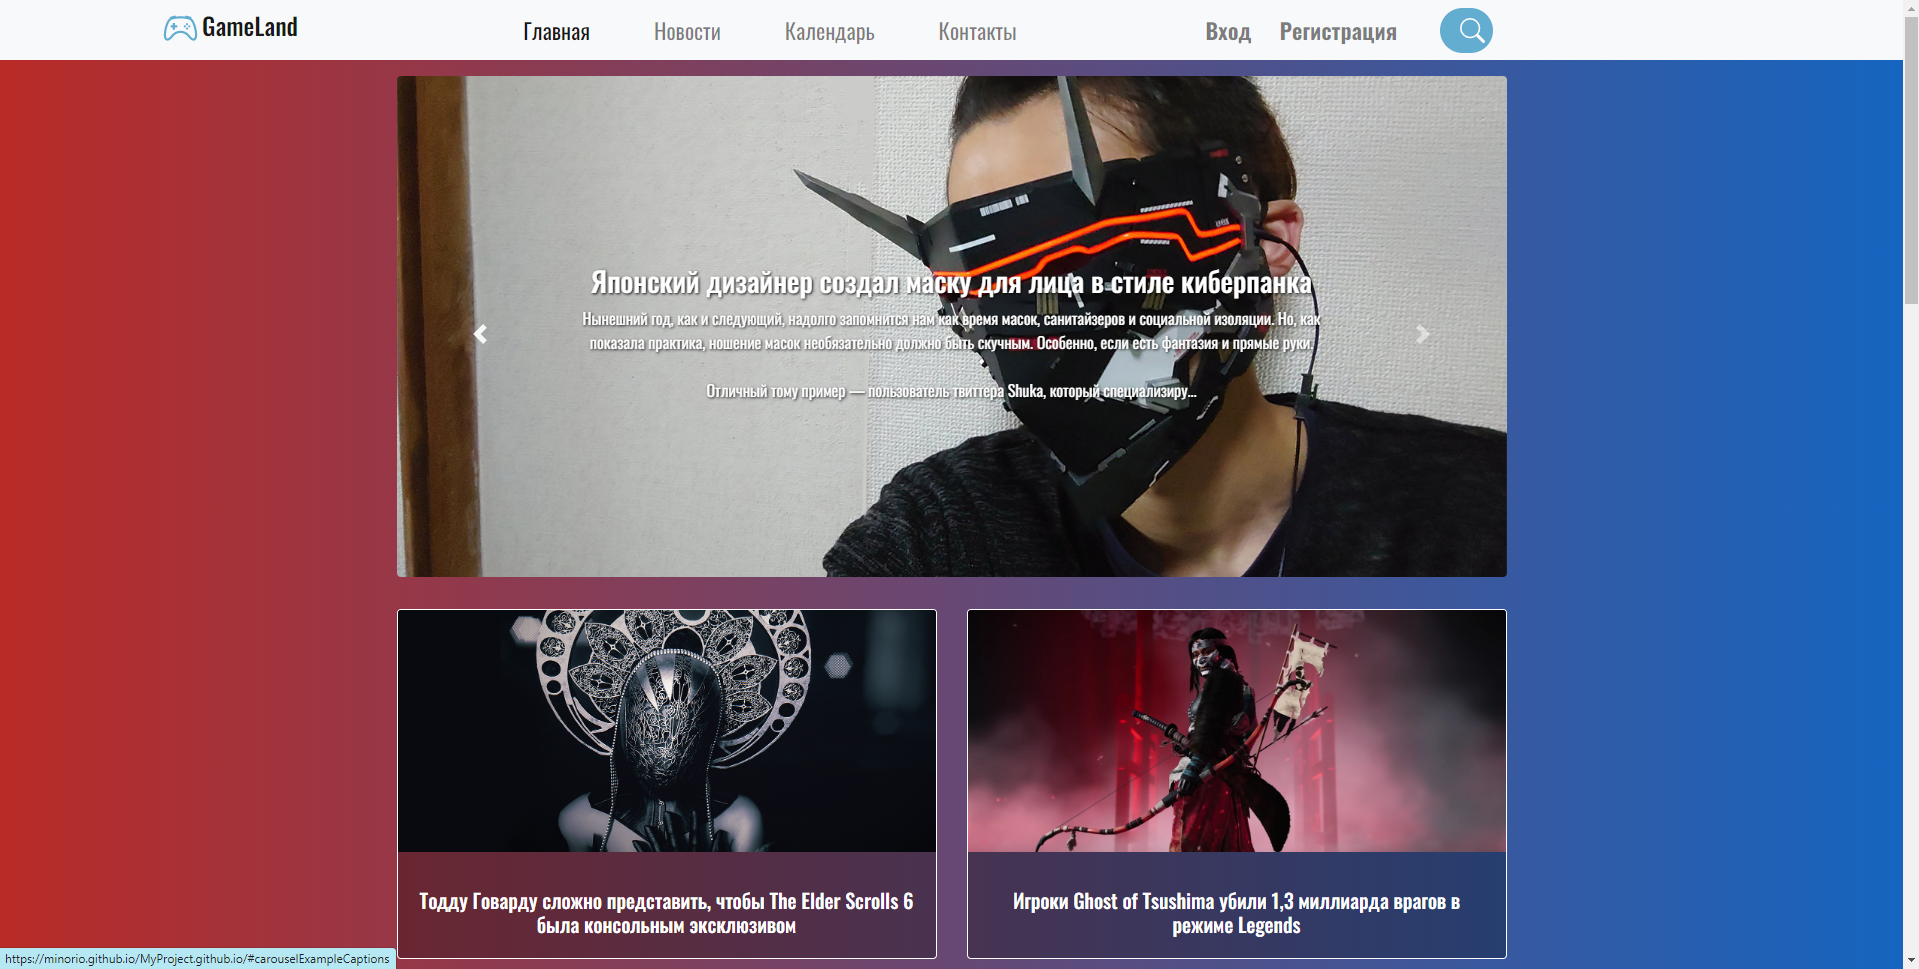 GameLand
Главная
Новости
Календарь
Контакты
Вход
Регистрация
Японский дизайнер создал маску для лица в стиле киберпанка
Нынешний год, как и следующий, надолго запомнится нам как время масок, санитайзеров и социальной изоляции. Но, как
показала практика, ношение масок необязательно должно быть скучным. Особенно, если есть фантазия и прямые руки.
Отличный тому пример — пользователь твиттера Shuka, который специализиру...
Тодду Говарду сложно представить, чтобы The Elder Scrolls 6
была консольным эксклюзивом
Игроки Ghost of Tsushima убили 1,3 миллиарда врагов в
режиме Legends
https://minorio.github.io/MyProject.github.io/#carouselExampleCaptions